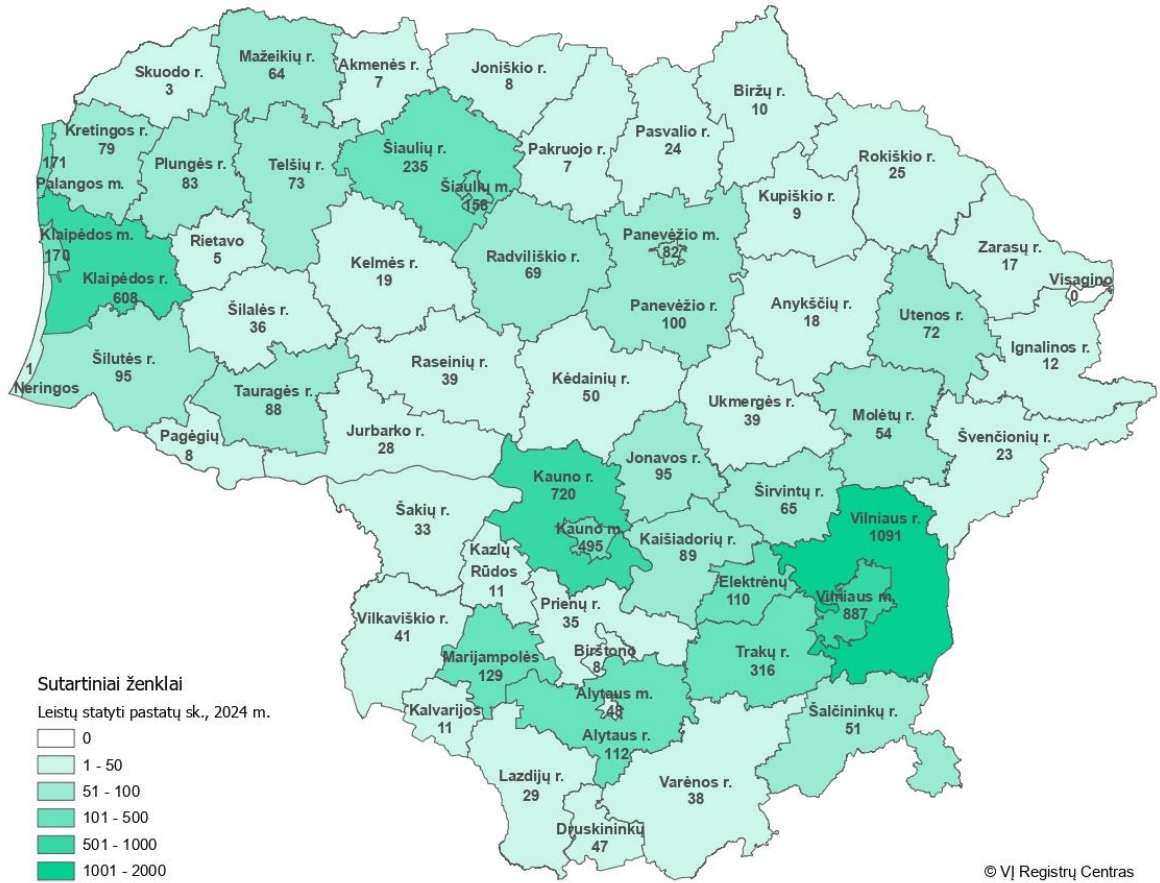 Skuodo r.
3
Mažeikių r.
64
Akmenės r.
7
Joniškio r.
8
Biržų r.
10
Kretingos r.
79
171
Palangos m.
Plungės r.
83
Telšių r.
73
Šiaulių r.
235
Šiaulių m.
158
Pakruojo r.
7
Pasvalio r.
24
Rokiškio r.
25
Kupiškio r.
9
Klaipėdos m.
170
Klaipėdos r.
608
Rietavo
5
Kelmės r.
19
Radviliškio r.
69
Panevėžio m.
82
Panevėžio r.
100
Zarasų r.
17
Visagino
0
Anykščių r.
18
Utenos r.
72
Ignalinos r.
12
Šilalės r.
36
1
Neringos
Šilutės r.
95
Tauragės r.
88
Raseinių r.
39
Kėdainių r.
50
Ukmergės r.
39
Molėtų r.
54
Švenčionių r.
23
Pagėgių
8
Jurbarko r.
28
Kauno r.
720
Kauno m.
495
Jonavos r.
95
Širvintų r.
65
Vilniaus r.
1091
Vilniaus m.
887
Šakių r.
33
Kazlų
Rūdos
11
Kaišiadorių r.
89
Elektrėnų
110
Prienų r.
35
Birštono
8
Vilkaviškio r.
41
Marijampolės
129
Trakų r.
316
Alytaus m.
48
Alytaus r.
112
Kalvarijos
11
Šalčininkų r.
51
Lazdijų r.
29
Varėnos r.
38
Druskininkų
47
Sutartiniai ženklai
Leistų statyti pastatų sk., 2024 m.
0
1 - 50
51 - 100
101 - 500
501 - 1000
1001 - 2000
© VĮ Registrų Centras